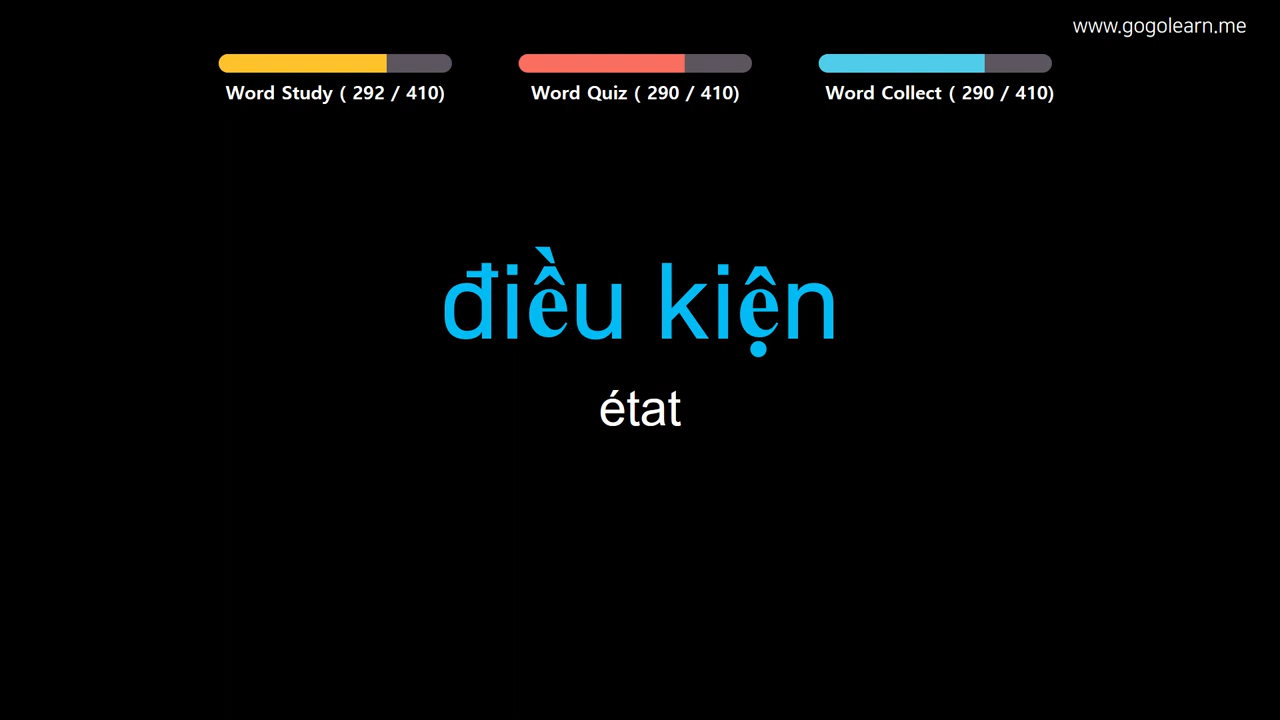 www.gogolearn.me
Word Study ( 292 / 410)
Word Quiz ( 290 / 410)
Word Collect ( 290 / 410)
điều kiện
état